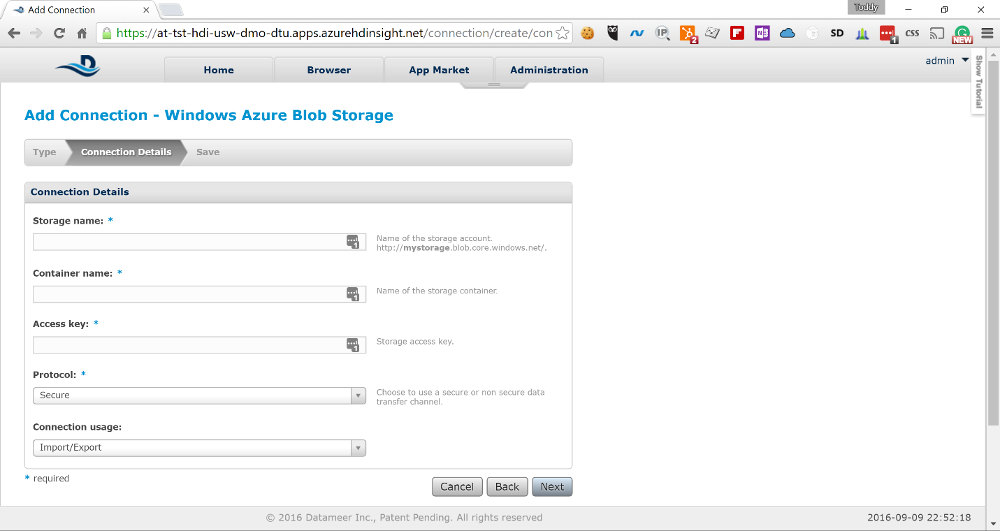 Add Connection
Toddy
https://at-tst-hdi-usw-dmo-dtu.apps.azurehdinsight.net/connection/create/con
IP
2
F
N
SD
1
CSS
NEW
D
Home
Browser
App Market
Administration
admin
Show Tutorial
Add Connection - Windows Azure Blob Storage
Type
Connection Details
Save
Connection Details
Storage name: *
1
Name of the storage account.
http://mystorage.blob.core.windows.net/.
Container name: *
1
Name of the storage container.
Access key: *
1
Storage access key.
Protocol: *
Secure
Choose to use a secure or non secure data
transfer channel.
Connection usage:
Import/Export
* required
Cancel
Back
Next
© 2016 Datameer Inc., Patent Pending. All rights reserved
2016-09-09 22:52:18